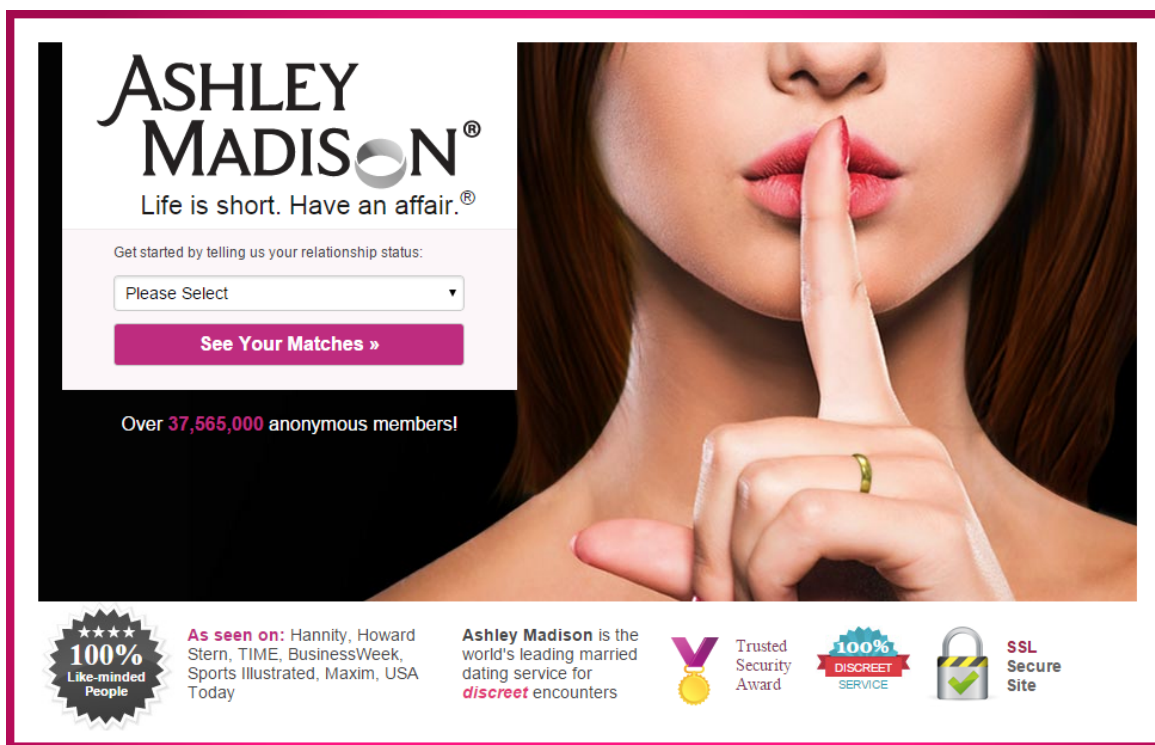 ASHLEY
MADISON®
Life is short. Have an affair.®
Get started by telling us your relationship status:
Please Select
See Your Matches »
Over 37,565,000 anonymous members!
100%
Like-minded
People
As seen on: Hannity, Howard
Stern, TIME, BusinessWeek,
Sports Illustrated, Maxim, USA
Today
Ashley Madison is the
world's leading married
dating service for
discreet encounters
Trusted
Security
Award
100%
DISCREET
SERVICE
SSL
Secure
Site